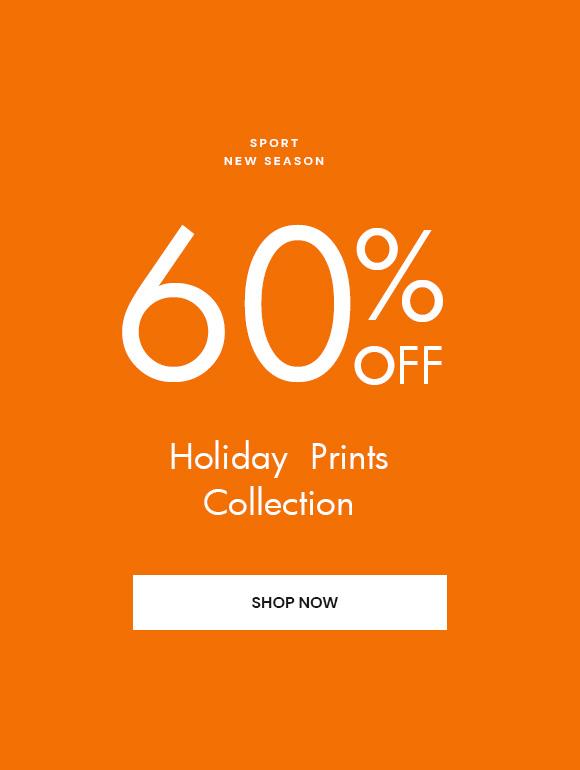 SPORT
NEW SEASON
60% OFF
Holiday Prints
Collection
SHOP NOW